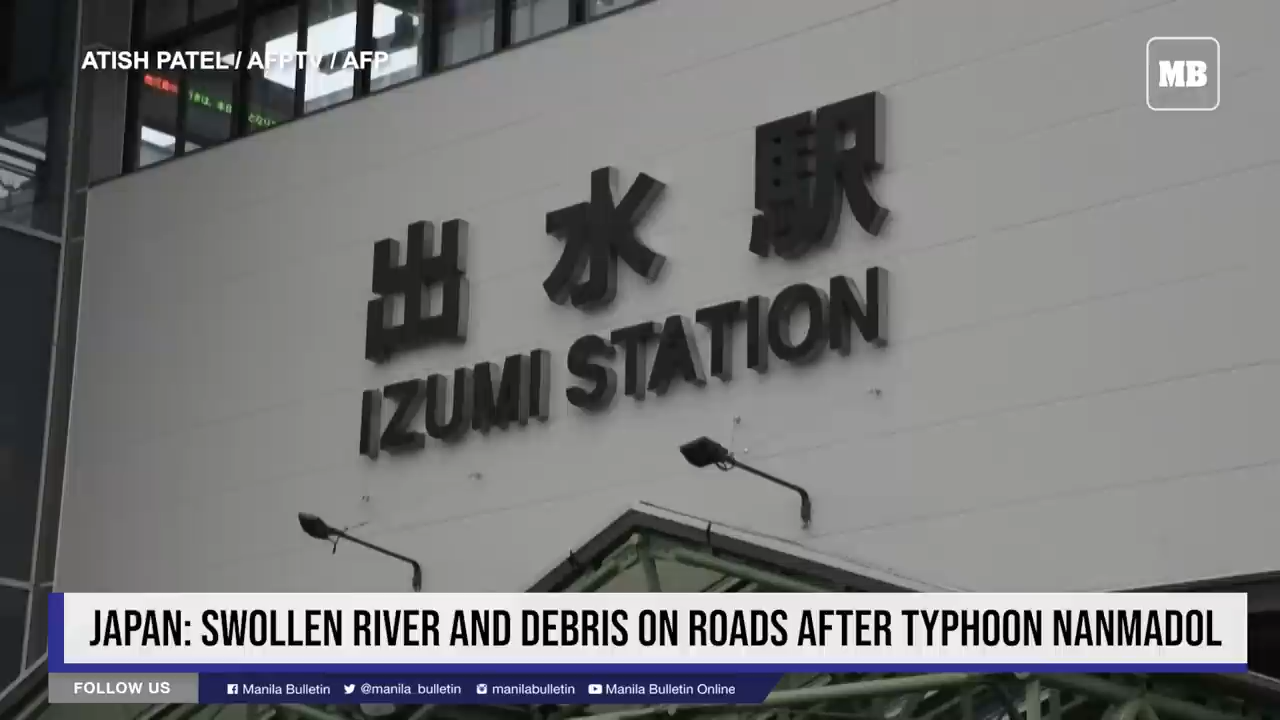 ATISH PATEL / AFPTV / AFP
MB
出水駅
IZUMI STATION
JAPAN: SWOLLEN RIVER AND DEBRIS ON ROADS AFTER TYPHOON NANMADOL
FOLLOW US
Manila Bulletin @manila_bulletin manilabulletin Manila Bulletin Online